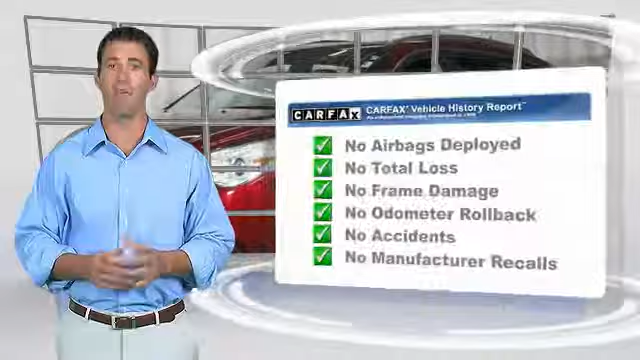 CARFAX CARFAX® Vehicle History Report™
No Airbags Deployed
No Total Loss
No Frame Damage
No Odometer Rollback
No Accidents
No Manufacturer Recalls